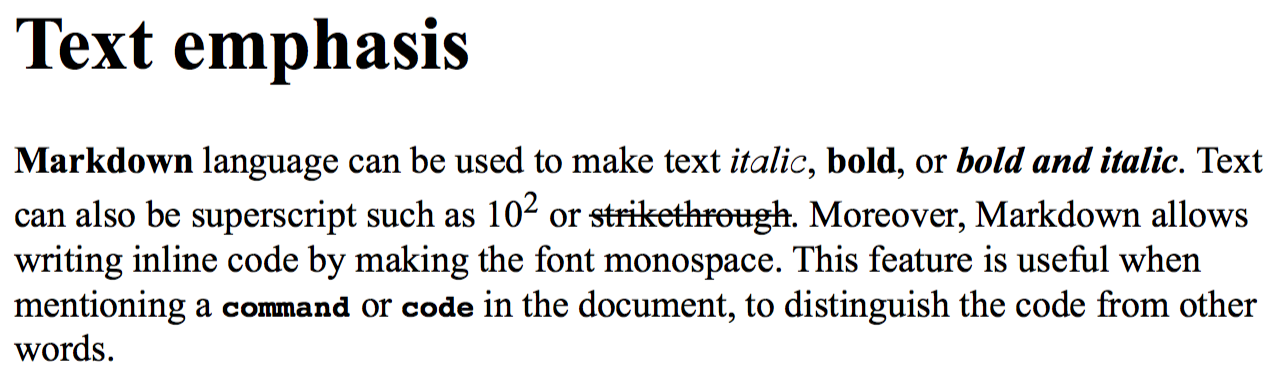 Text emphasis
Markdown language can be used to make text italic, bold, or bold and italic. Text
can also be superscript such as 10² or strikethrough. Moreover, Markdown allows
writing inline code by making the font monospace. This feature is useful when
mentioning a command or code in the document, to distinguish the code from other
words.